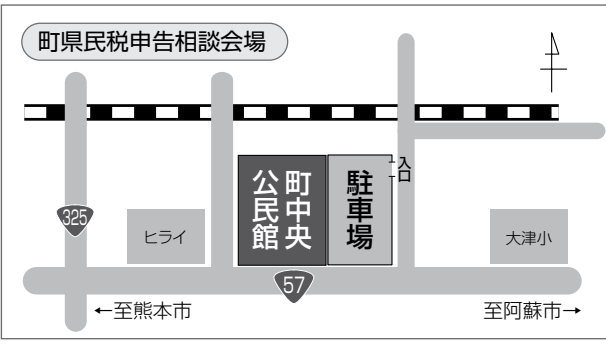 町県民税申告相談会場
町中央
公民館
駐車場
入口
325
ヒライ
大津小
57
←至熊本市
至阿蘇市→